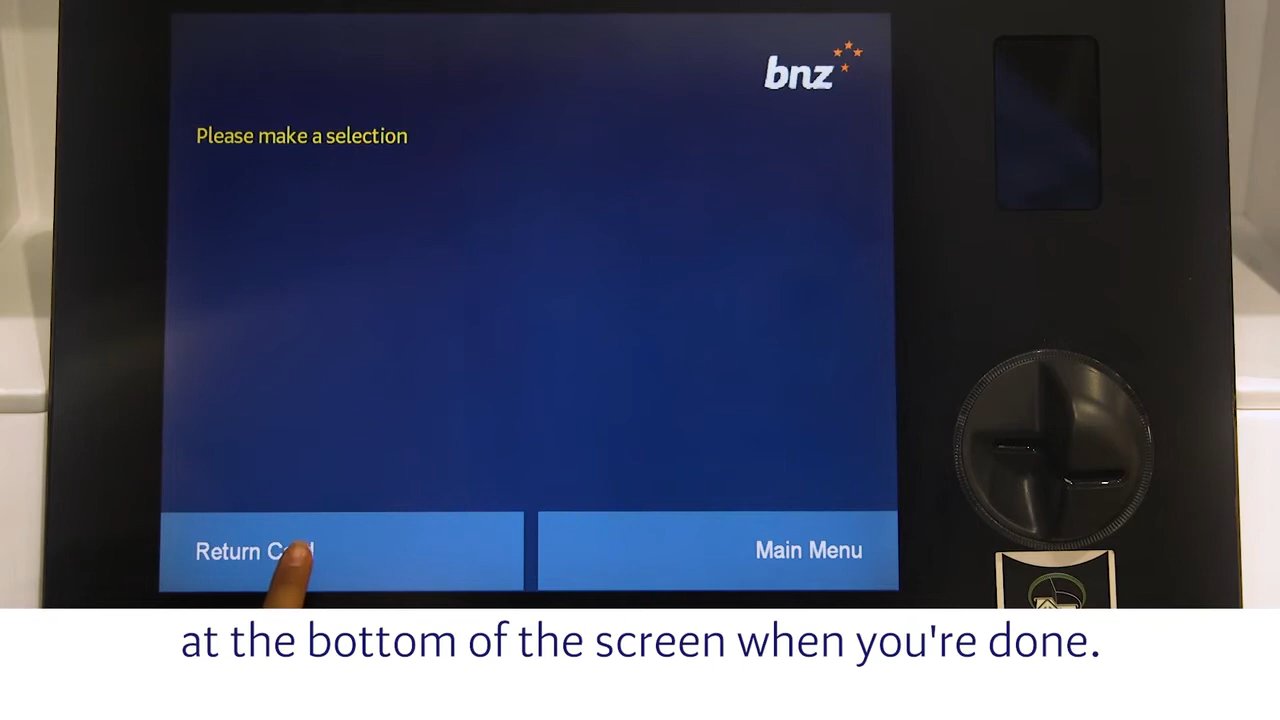 bnz
Please make a selection
Return Card
Main Menu
at the bottom of the screen when you're done.